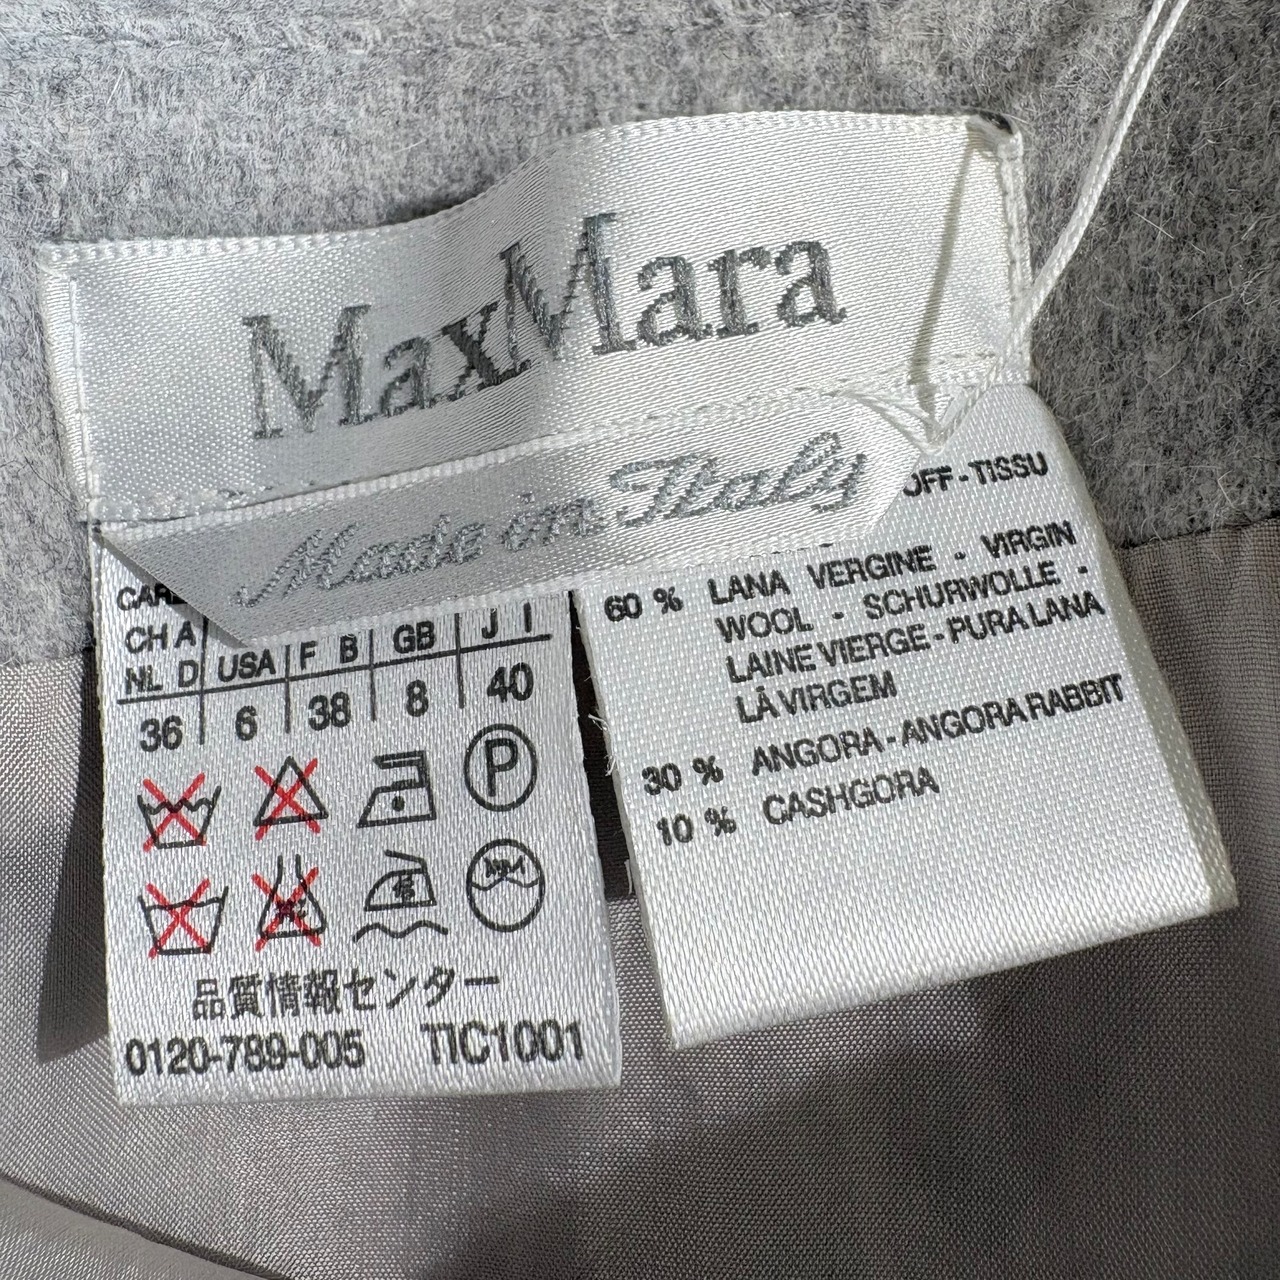 MaxMara
Made in Italy
CH A
NL D USA F B GB J I
36 6 38 8 40
P
品質情報センター
0120-789-005 TIC1001
OFF-TISSU
60 % LANA VERGINE - VIRGIN
WOOL - SCHURWOLLE -
LAINE VIERGE - PURA LANA
LÃ VIRGEM
30 % ANGORA - ANGORA RABBIT
10 % CASHGORA